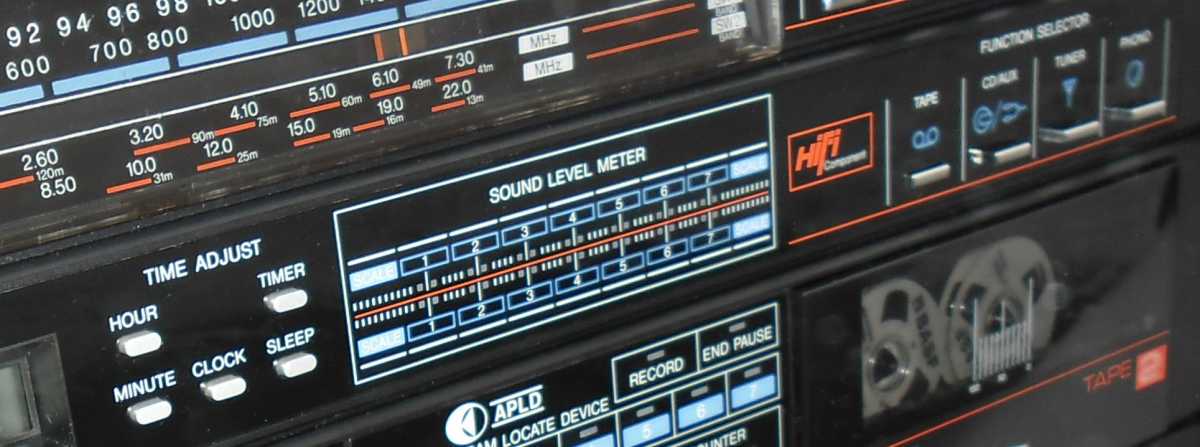 92 94 96 98
1000 1200
600 700 800
MHz
MHz
SW2
BAND
2.60 3.20 4.10 5.10 6.10 7.30
120m 90m 75m 60m 49m 41m
8.50 10.0 12.0 15.0 19.0 22.0
31m 25m 19m 16m 13m
FUNCTION SELECTOR
TAPE CD/AUX TUNER PHONO
HiFi
Component
SOUND LEVEL METER
SCALE 1 2 3 4 5 6 7 SCALE
SCALE 1 2 3 4 5 6 7 SCALE
TIME ADJUST
HOUR TIMER
MINUTE CLOCK SLEEP
RECORD END PAUSE
APLD
LOCATE DEVICE
5 6 7
BASF
TAPE 2